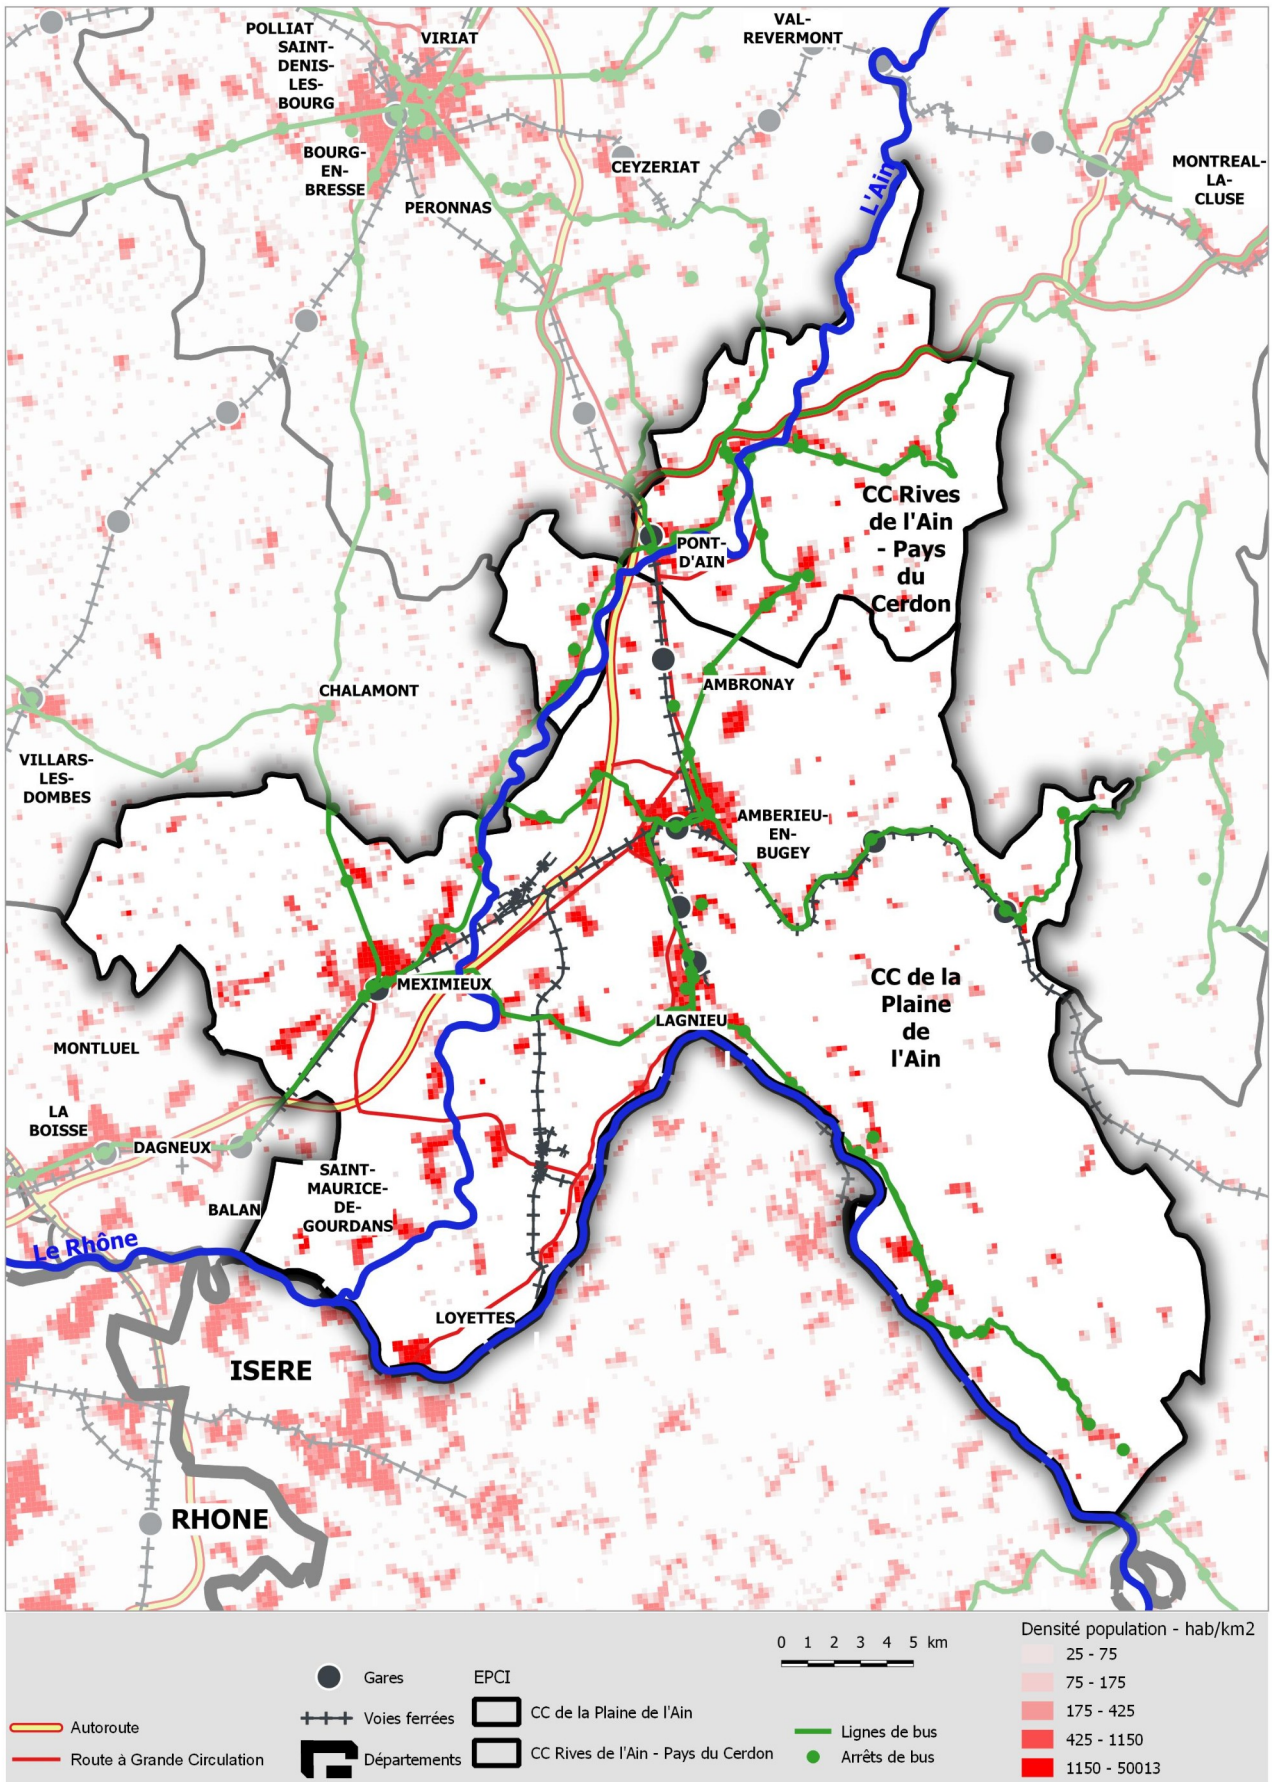 POLLIAT
SAINT-
DENIS-
LES-
BOURG
VIRIAT
VAL-
REVERMONT
BOURG-
EN-
BRESSE
CEYZERIAT
PERONNAS
L'Ain
MONTREAL-
LA-
CLUSE
CC Rives
de l'Ain
- Pays
du
Cerdon
PONT-
D'AIN
AMBRONAY
CHALAMONT
VILLARS-
LES-
DOMBES
AMBERIEU-
EN-
BUGEY
MEXIMIEUX
CC de la
Plaine
de
l'Ain
LAGNIEU
MONTLUEL
LA
BOISSE
DAGNEUX
SAINT-
MAURICE-
DE-
GOURDANS
BALAN
Le Rhône
LOYETTES
ISERE
RHONE
Autoroute
Route à Grande Circulation
Gares
Voies ferrées
Départements
EPCI
CC de la Plaine de l'Ain
CC Rives de l'Ain - Pays du Cerdon
0 1 2 3 4 5 km
Lignes de bus
Arrêts de bus
Densité population - hab/km2
25 - 75
75 - 175
175 - 425
425 - 1150
1150 - 50013